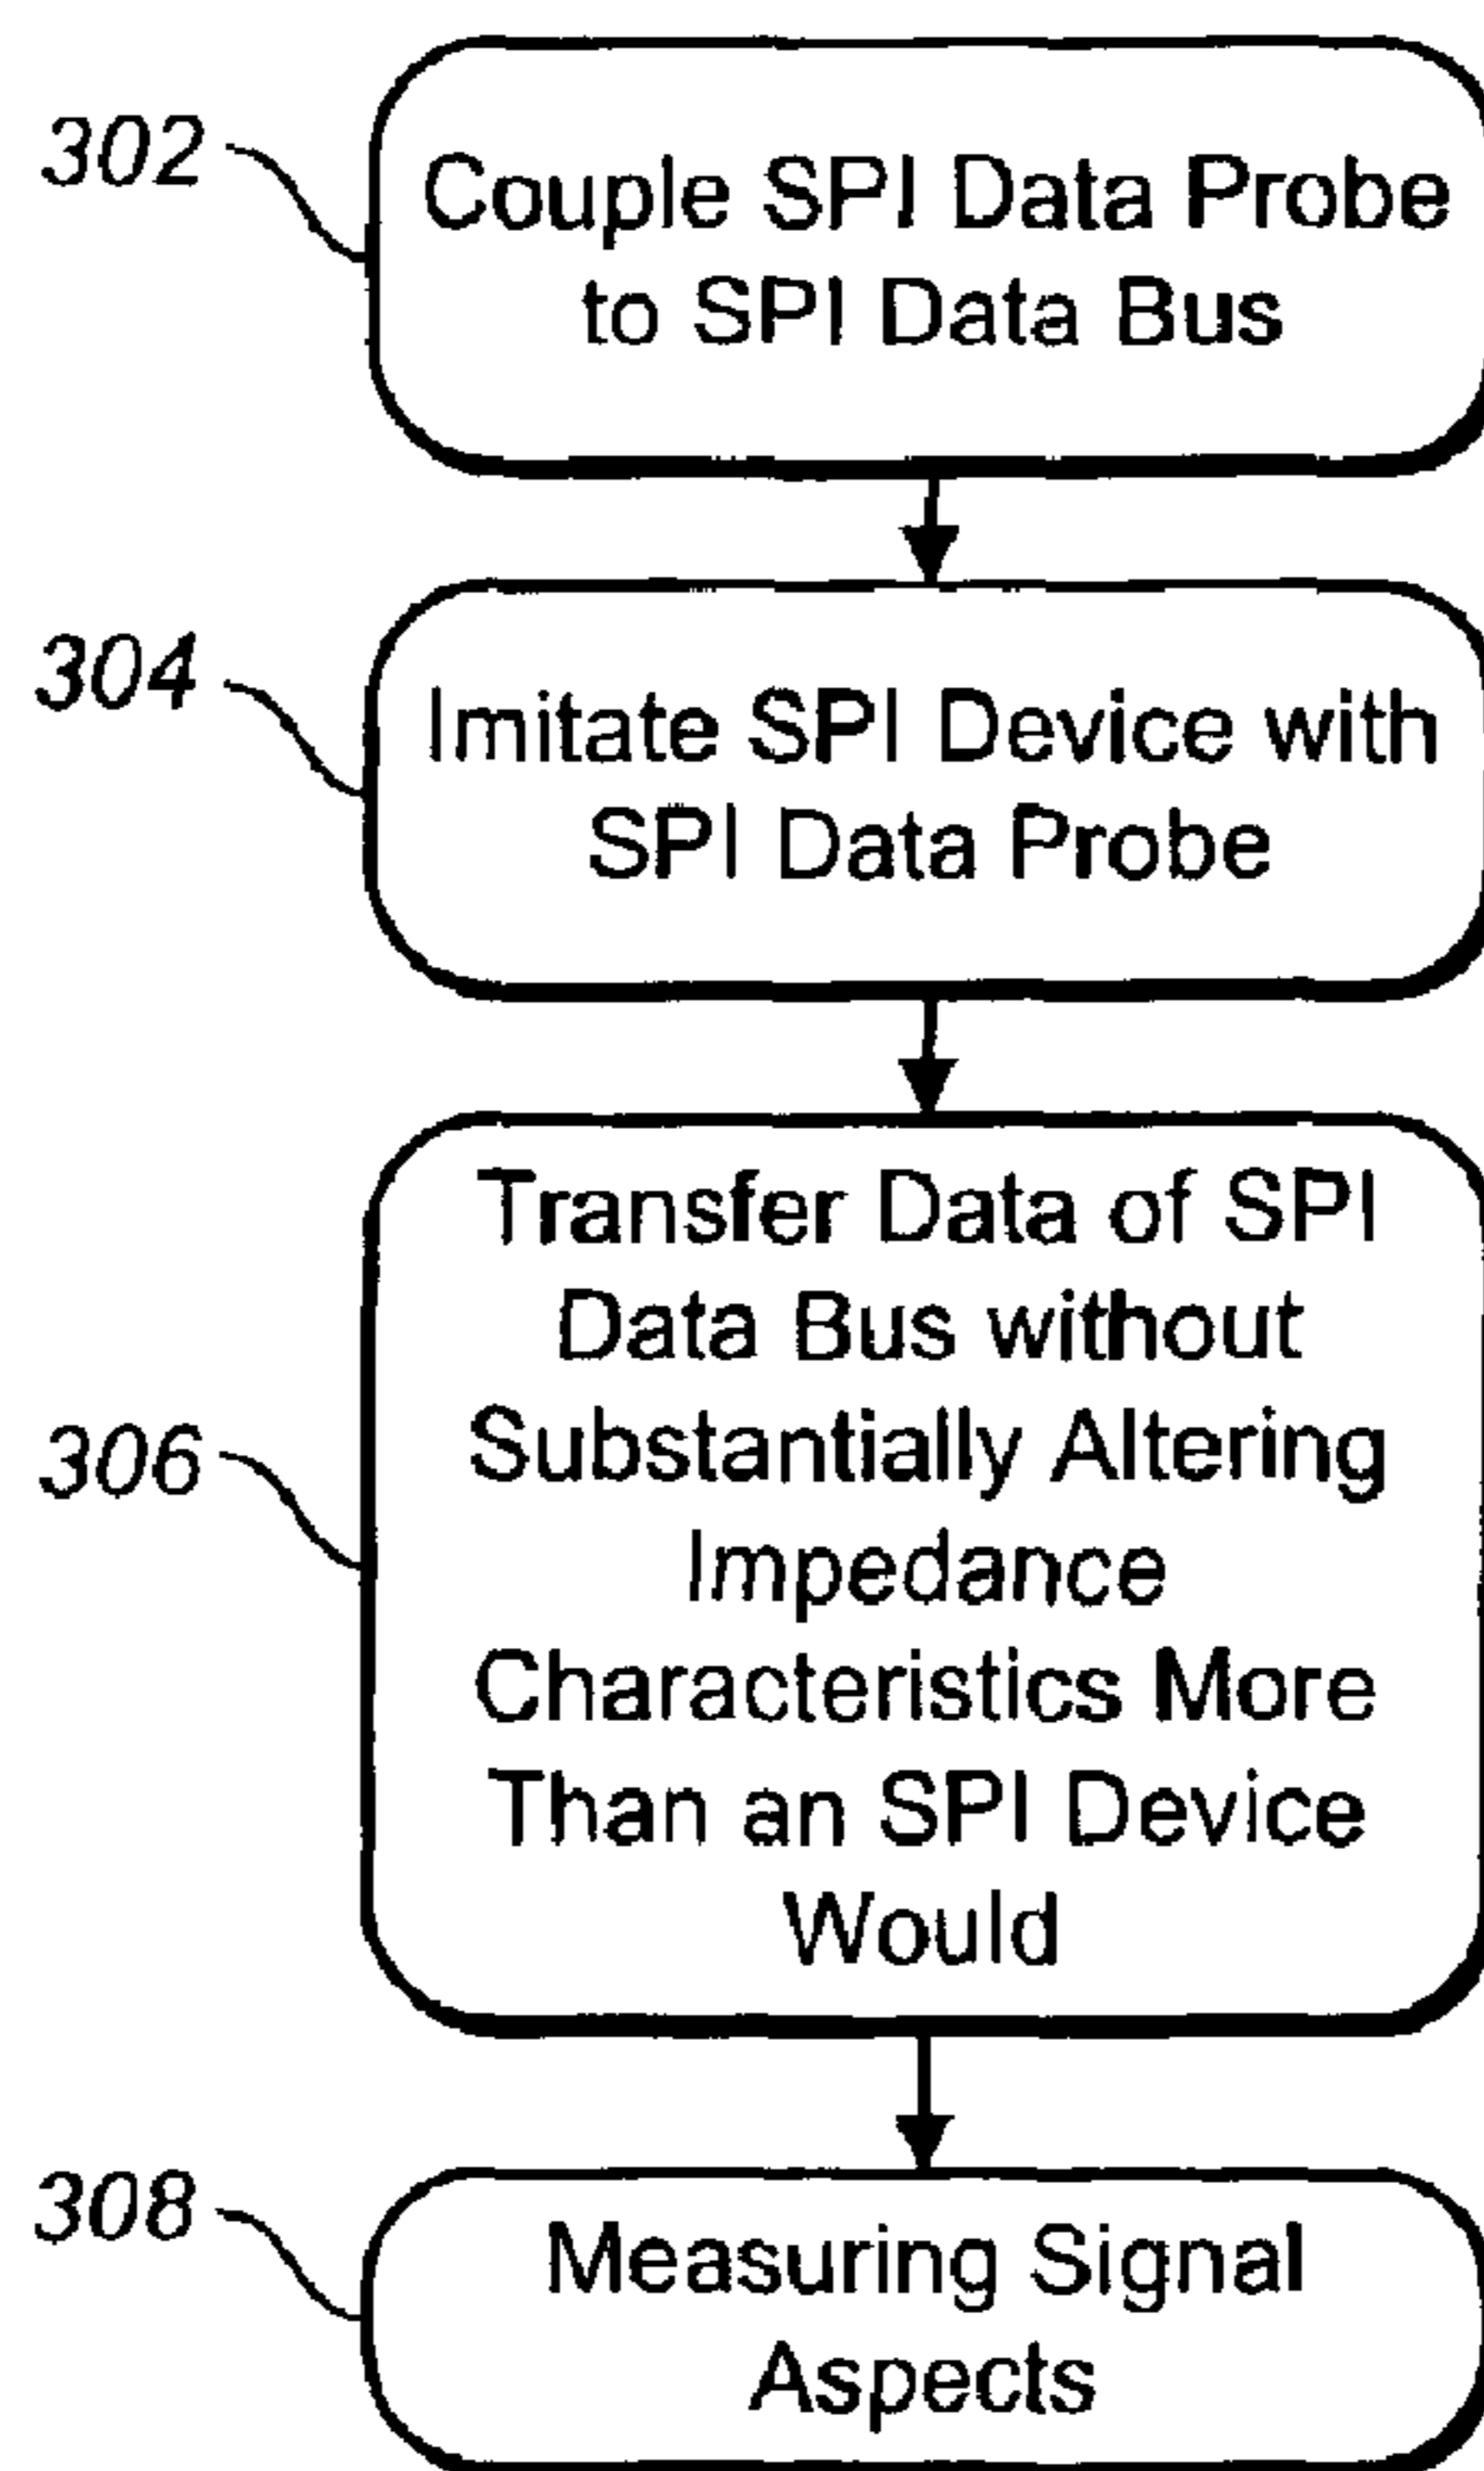 302
Couple SPI Data Probe
to SPI Data Bus
304
Imitate SPI Device with
SPI Data Probe
306
Transfer Data of SPI
Data Bus without
Substantially Altering
Impedance
Characteristics More
Than an SPI Device
Would
308
Measuring Signal
Aspects